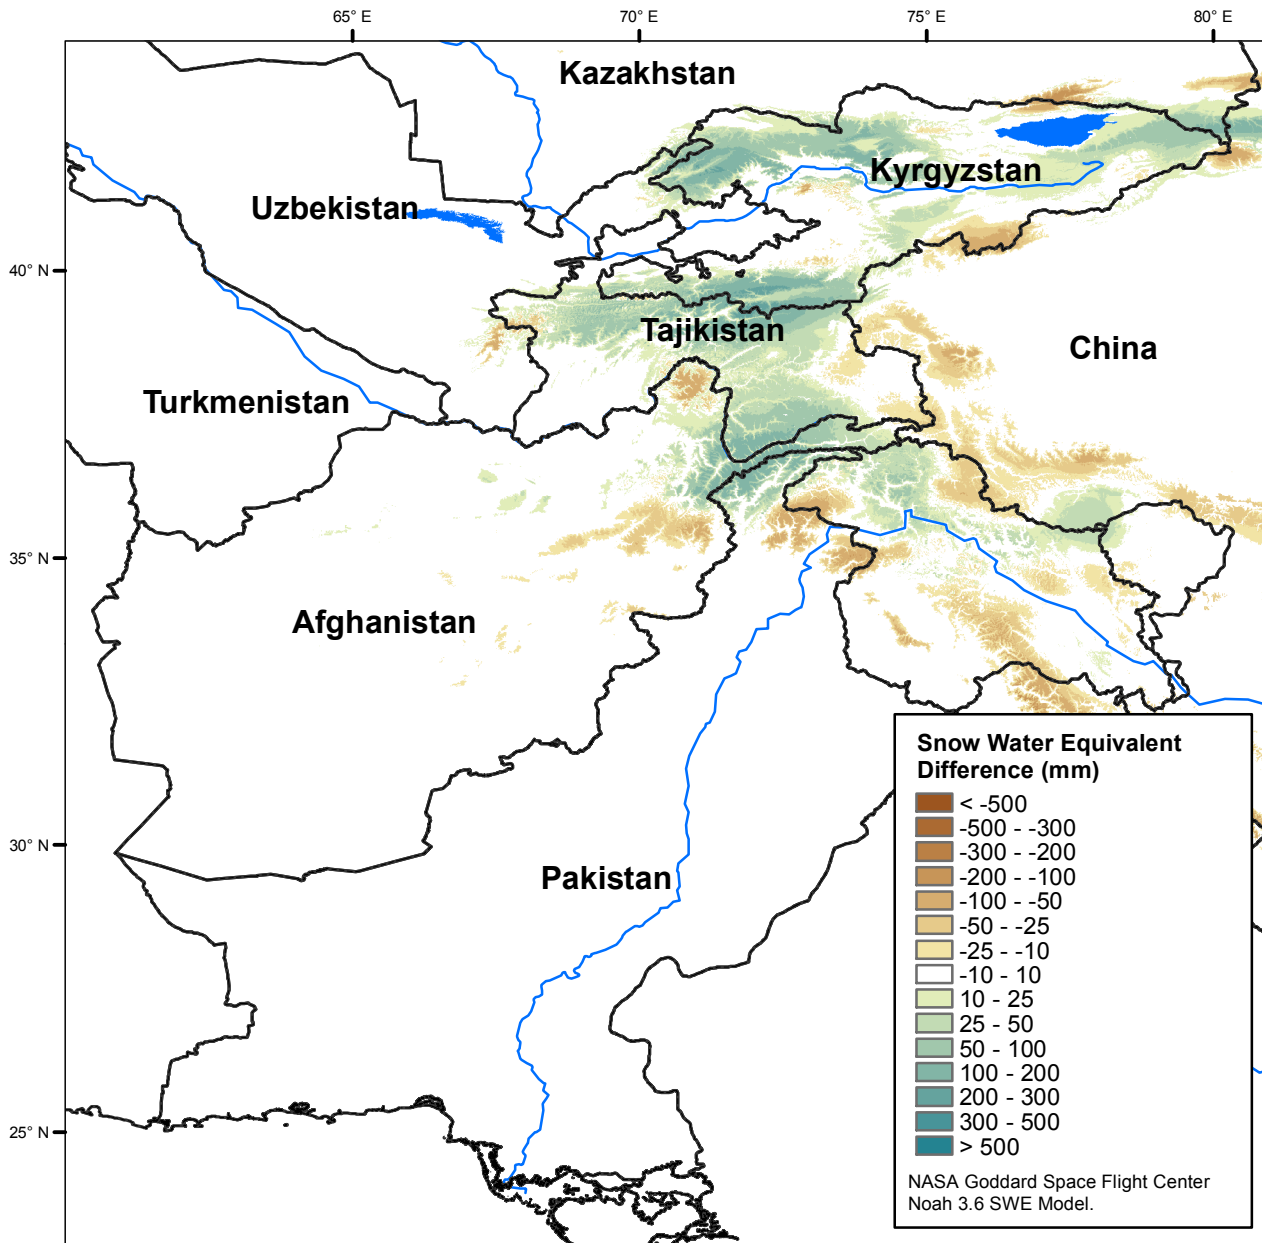 65° E
70° E
75° E
80° E
Kazakhstan
Kyrgyzstan
Uzbekistan
40° N
Tajikistan
China
Turkmenistan
35° N
Afghanistan
30° N
Pakistan
25° N
Snow Water Equivalent
Difference (mm)
< -500
-500 - -300
-300 - -200
-200 - -100
-100 - -50
-50 - -25
-25 - -10
-10 - 10
10 - 25
25 - 50
50 - 100
100 - 200
200 - 300
300 - 500
> 500
NASA Goddard Space Flight Center
Noah 3.6 SWE Model.